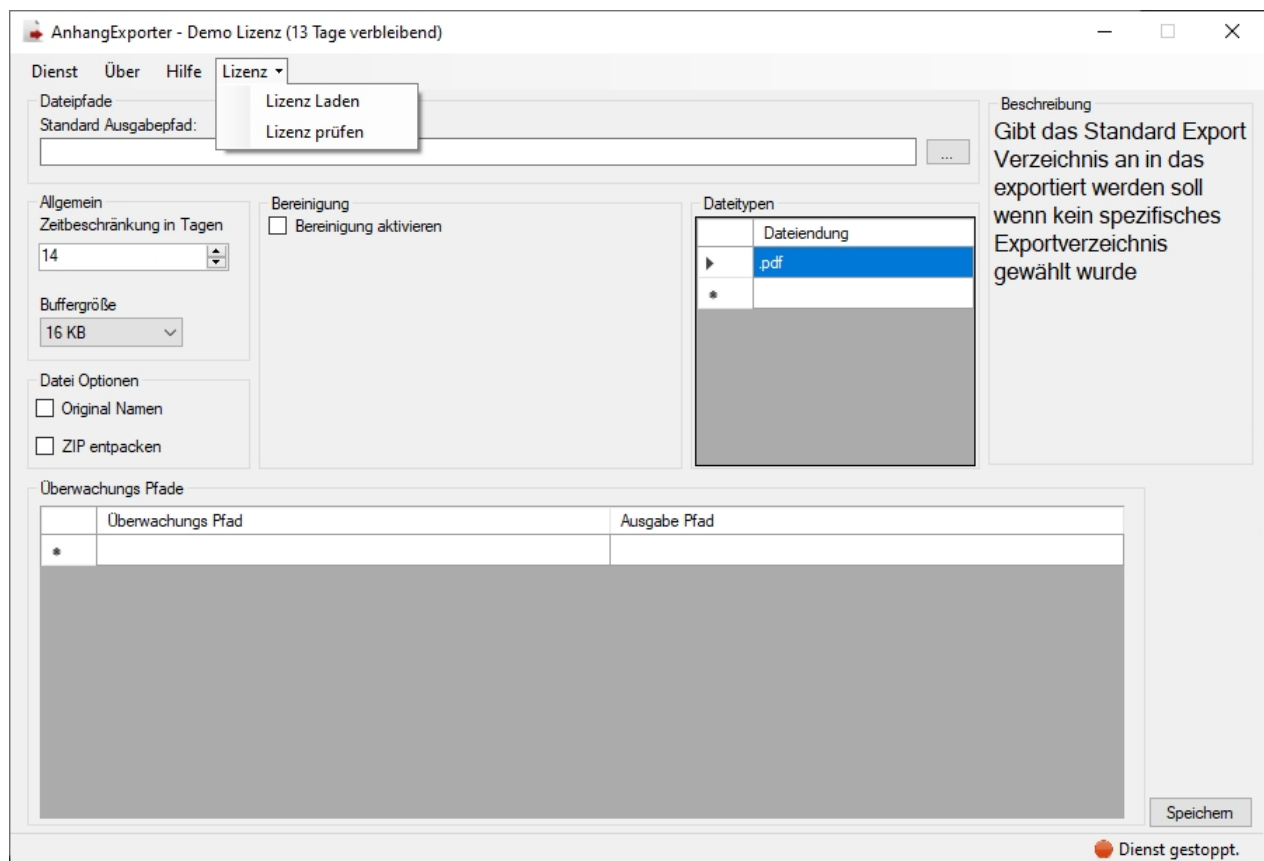 AnhangExporter - Demo Lizenz (13 Tage verbleibend)
Dienst Über Hilfe Lizenz
Lizenz Laden
Lizenz prüfen
Dateipfade
Standard Ausgabepfad:
...
Beschreibung
Gibt das Standard Export
Verzeichnis an in das
exportiert werden soll
wenn kein spezifisches
Exportverzeichnis
gewählt wurde
Allgemein
Zeitbeschränkung in Tagen
14
Buffergröße
16 KB
Bereinigung
Bereinigung aktivieren
Dateitypen
Dateiendung
.pdf
Datei Optionen
Original Namen
ZIP entpacken
Überwachungs Pfade
Überwachungs Pfad Ausgabe Pfad
Speichern
Dienst gestoppt.